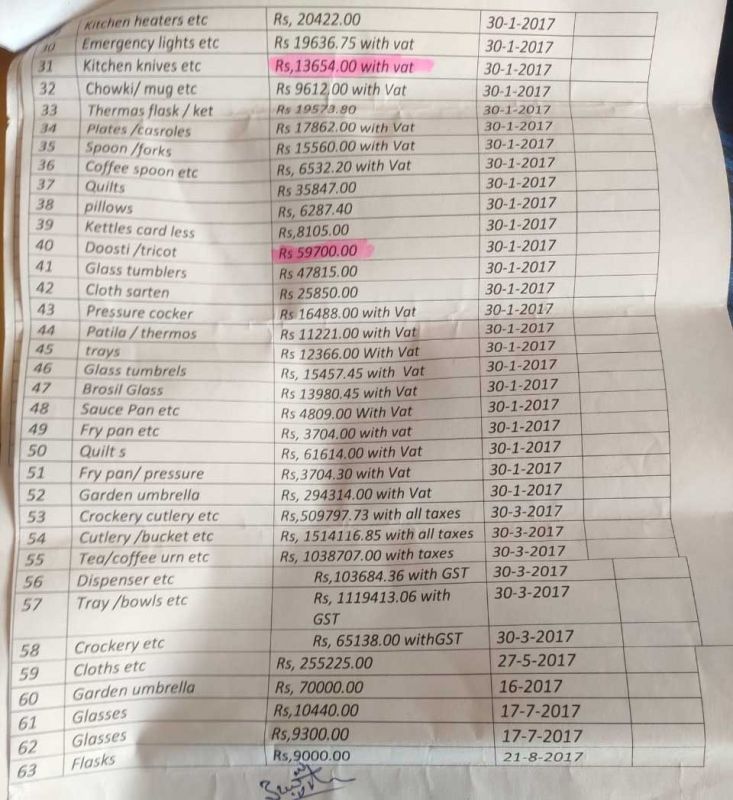 Kitchen heaters etc Rs, 20422.00 30-1-2017
30 Emergency lights etc Rs 19636.75 with vat 30-1-2017
31 Kitchen knives etc Rs,13654.00 with vat 30-1-2017
32 Chowki/ mug etc Rs 9612,00 with Vat 30-1-2017
33 Thermas flask / ket Rs 19573.80 30-1-2017
34 Plates /casroles Rs 17862.00 with Vat 30-1-2017
35 Spoon /forks Rs 15560.00 with Vat 30-1-2017
36 Coffee spoon etc Rs, 6532.20 with Vat 30-1-2017
37 Quilts Rs 35847.00 30-1-2017
38 pillows Rs, 6287.40 30-1-2017
39 Kettles card less Rs,8105.00 30-1-2017
40 Doosti /tricot Rs 59700.00 30-1-2017
41 Glass tumblers Rs 47815.00 30-1-2017
42 Cloth sarten Rs 25850.00 30-1-2017
43 Pressure cocker Rs 16488.00 with Vat 30-1-2017
44 Patila / thermos Rs 11221.00 with Vat 30-1-2017
45 trays Rs 12366.00 With Vat 30-1-2017
46 Glass tumbrels Rs, 15457.45 with Vat 30-1-2017
47 Brosil Glass Rs 13980.45 with Vat 30-1-2017
48 Sauce Pan etc Rs 4809.00 With Vat 30-1-2017
49 Fry pan etc Rs, 3704.00 with vat 30-1-2017
50 Quilt s Rs, 61614.00 with Vat 30-1-2017
51 Fry pan/ pressure Rs,3704.30 with Vat 30-1-2017
52 Garden umbrella Rs, 294314.00 with Vat 30-1-2017
53 Crockery cutlery etc Rs,509797.73 with all taxes 30-3-2017
54 Cutlery /bucket etc Rs, 1514116.85 with all taxes 30-3-2017
55 Tea/coffee urn etc Rs, 1038707.00 with taxes 30-3-2017
56 Dispenser etc Rs,103684.36 with GST 30-3-2017
57 Tray /bowls etc Rs, 1119413.06 with 30-3-2017
GST
58 Crockery etc Rs, 65138.00 withGST 30-3-2017
59 Cloths etc Rs, 255225.00 27-5-2017
60 Garden umbrella Rs, 70000.00 16-2017
61 Glasses Rs,10440.00 17-7-2017
62 Glasses Rs,9300.00 17-7-2017
63 Flasks Rs,9000.00 21-8-2017